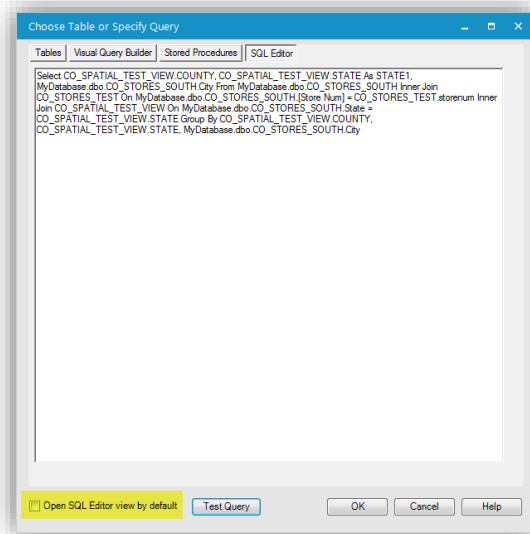 Choose Table or Specify Query
Tables Visual Query Builder Stored Procedures SQL Editor
Select CO_SPATIAL_TEST_VIEW.COUNTY, CO_SPATIAL_TEST_VIEW.STATE As STATE1,
MyDatabase.dbo.CO_STORES_SOUTH.City From MyDatabase.dbo.CO_STORES_SOUTH Inner Join
CO_STORES_TEST On MyDatabase.dbo.CO_STORES_SOUTH.[Store Num] = CO_STORES_TEST.storenum Inner
Join CO_SPATIAL_TEST_VIEW On MyDatabase.dbo.CO_STORES_SOUTH.State =
CO_SPATIAL_TEST_VIEW.STATE Group By CO_SPATIAL_TEST_VIEW.COUNTY,
CO_SPATIAL_TEST_VIEW.STATE, MyDatabase.dbo.CO_STORES_SOUTH.City
Open SQL Editor view by default Test Query OK Cancel Help